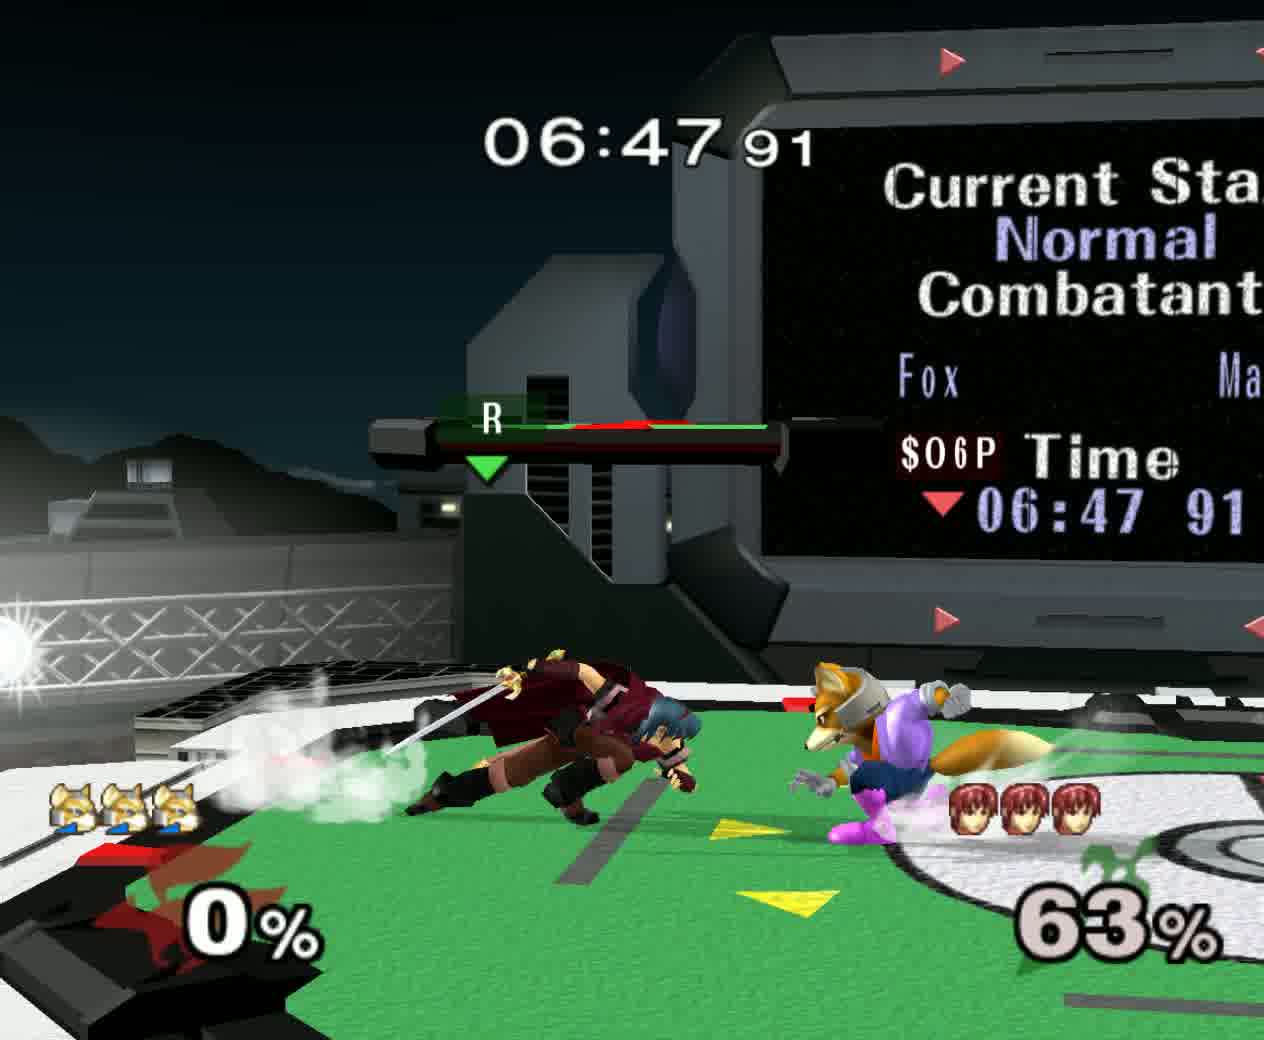 06:47 91
Current Sta
Normal
Combatant
Fox Ma
R
$06P Time
06:47 91
0%
63%